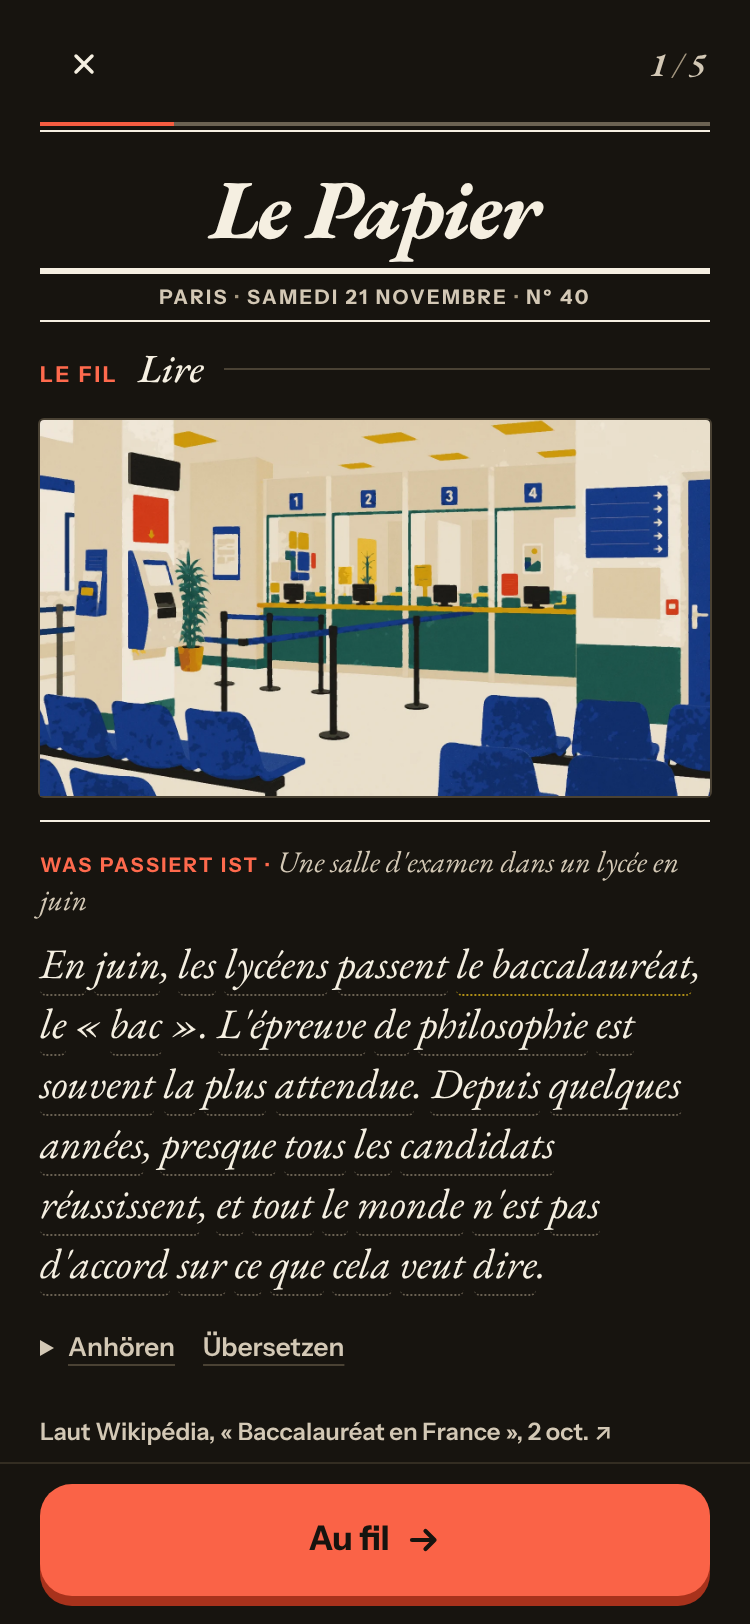 1 / 5
Le Papier
PARIS · SAMEDI 21 NOVEMBRE · N° 40
LE FIL Lire
1 2 3 4
WAS PASSIERT IST · Une salle d'examen dans un lycée en
juin
En juin, les lycéens passent le baccalauréat,
le « bac ». L'épreuve de philosophie est
souvent la plus attendue. Depuis quelques
années, presque tous les candidats
réussissent, et tout le monde n'est pas
d'accord sur ce que cela veut dire.
Anhören Übersetzen
Laut Wikipédia, « Baccalauréat en France », 2 oct. ↗
Au fil →